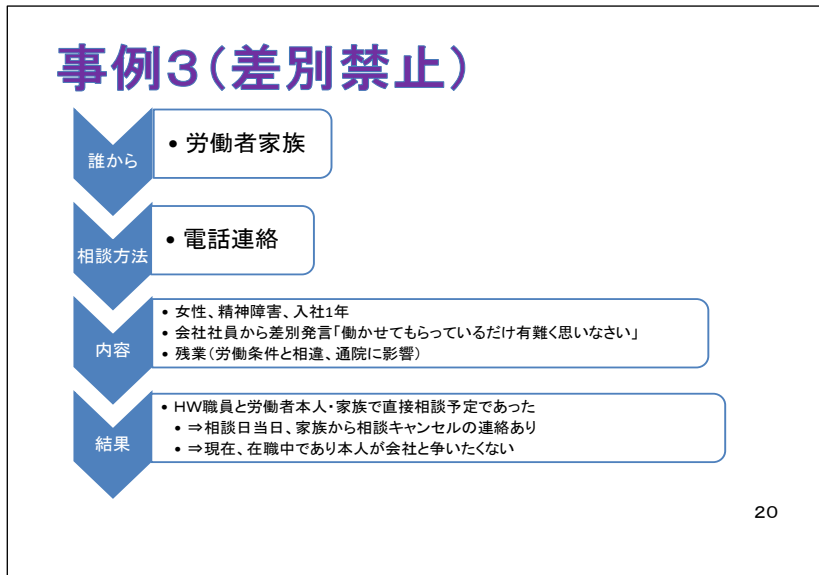 事例３（差別禁止）
誰から
• 労働者家族
相談方法
• 電話連絡
内容
• 女性、精神障害、入社1年
• 会社社員から差別発言「働かせてもらっているだけ有難く思いなさい」
• 残業（労働条件と相違、通院に影響）
結果
• HW職員と労働者本人・家族で直接相談予定であった
• ⇒相談日当日、家族から相談キャンセルの連絡あり
• ⇒現在、在職中であり本人が会社と争いたくない
20